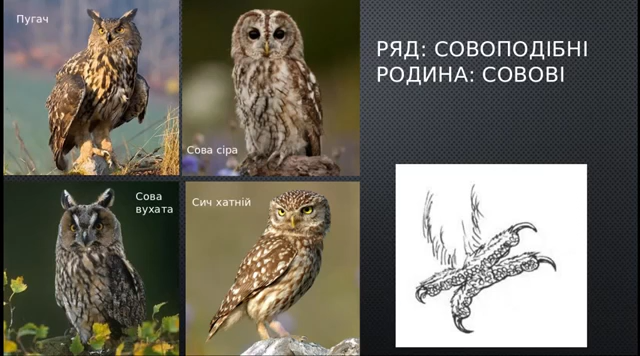 Пугач
РЯД: СОВОПОДІБНІ
РОДИНА: СОВОВІ
Сова сіра
Сова
вухата
Сич хатній